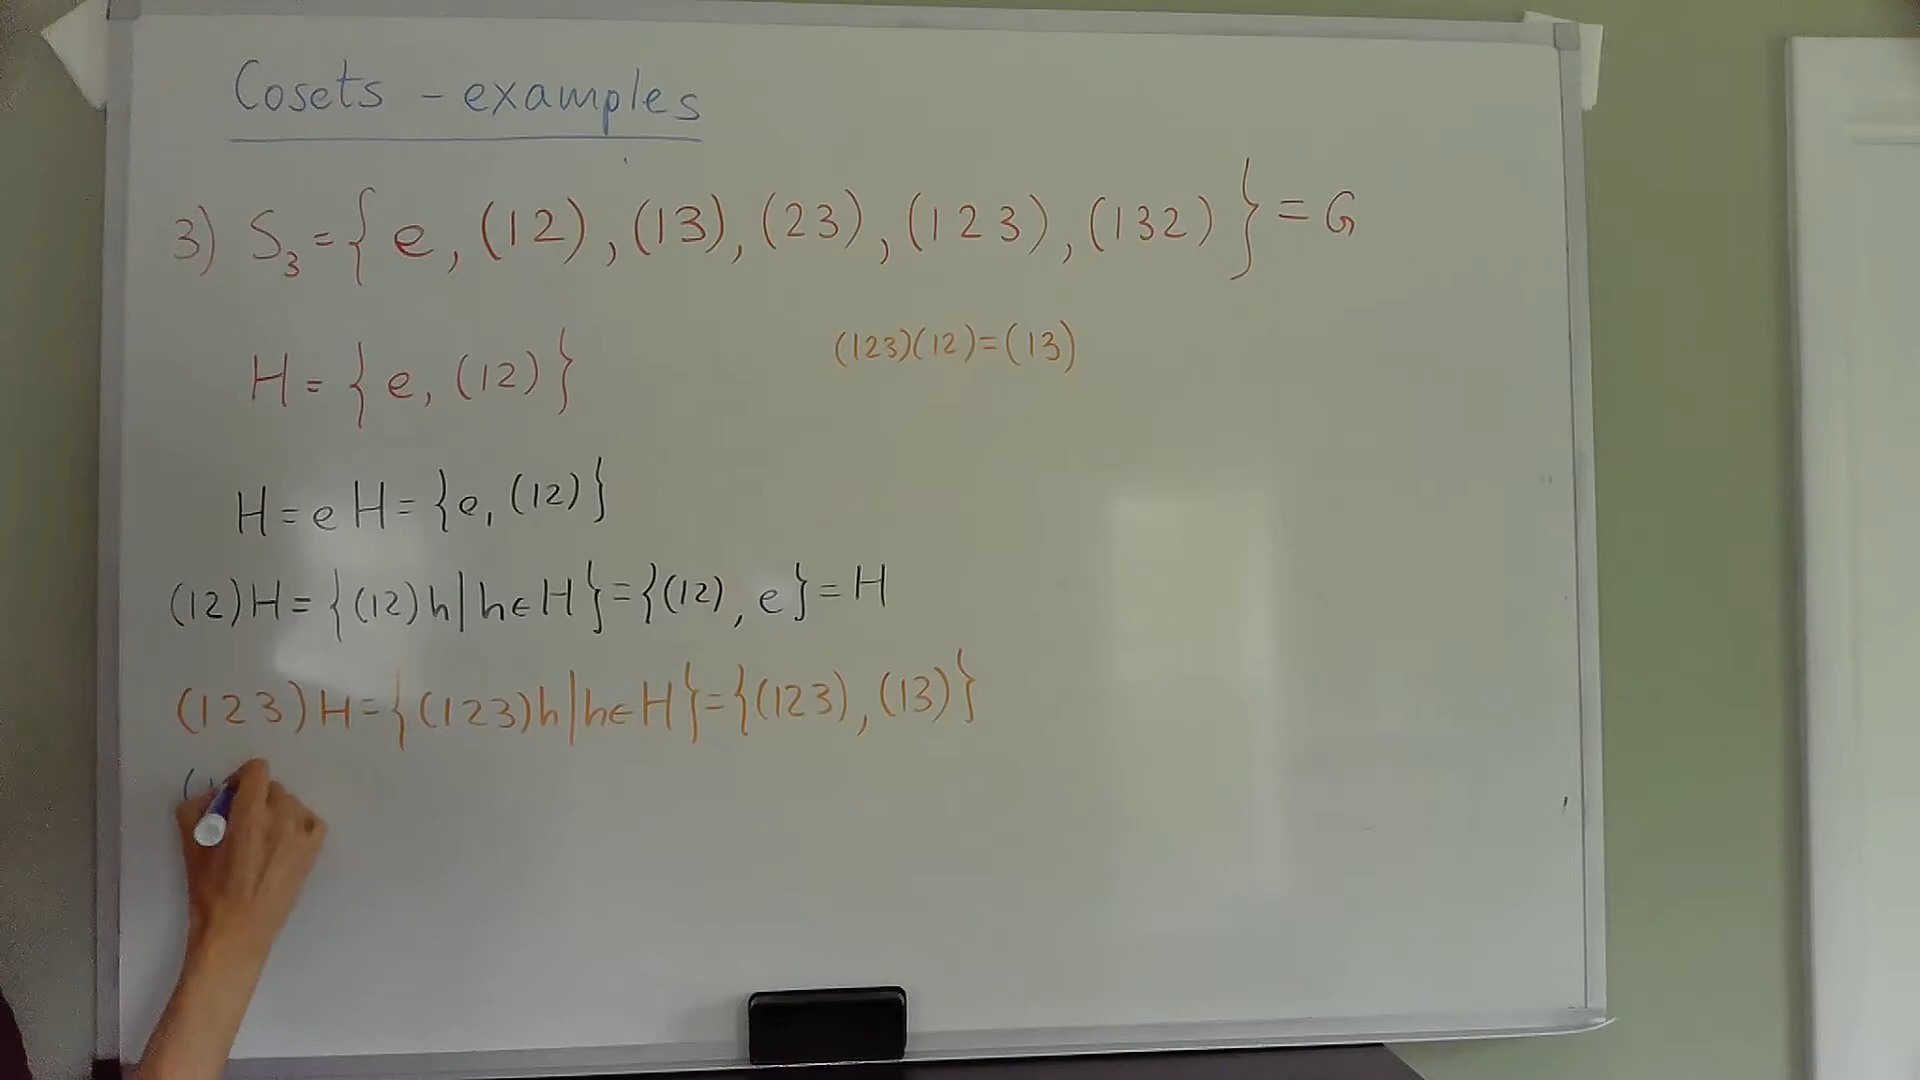 Cosets - examples
3) S₃ = { e, (12), (13), (23), (123), (132) } = G
H = { e, (12) }
(123)(12) = (13)
H = eH = { e, (12) }
(12)H = { (12)h | h ∈ H } = { (12), e } = H
(123)H = { (123)h | h ∈ H } = { (123), (13) }
(1